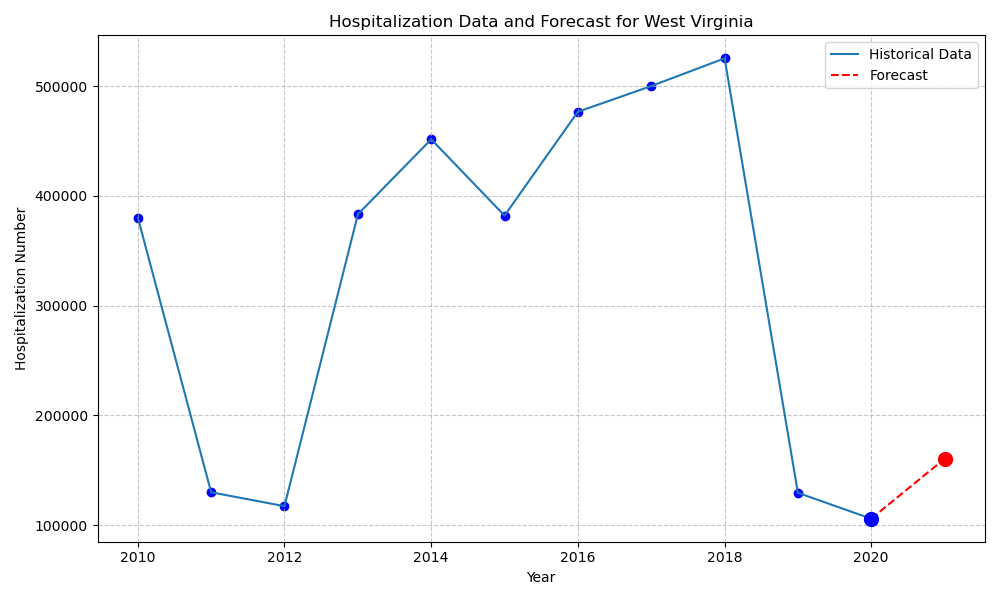 Hospitalization Data and Forecast for West Virginia
Historical Data
Forecast
500000
400000
300000
200000
100000
Hospitalization Number
2010
2012
2014
2016
2018
2020
Year